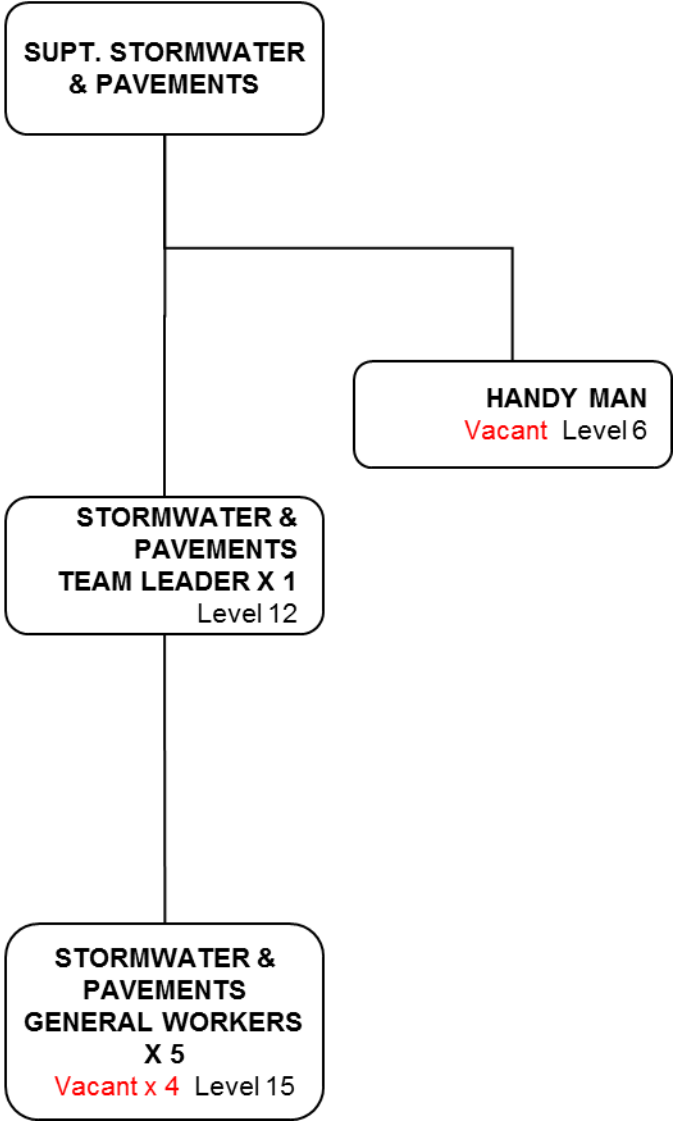 SUPT. STORMWATER
& PAVEMENTS
HANDY MAN
Vacant Level 6
STORMWATER &
PAVEMENTS
TEAM LEADER X 1
Level 12
STORMWATER &
PAVEMENTS
GENERAL WORKERS
X 5
Vacant x 4 Level 15